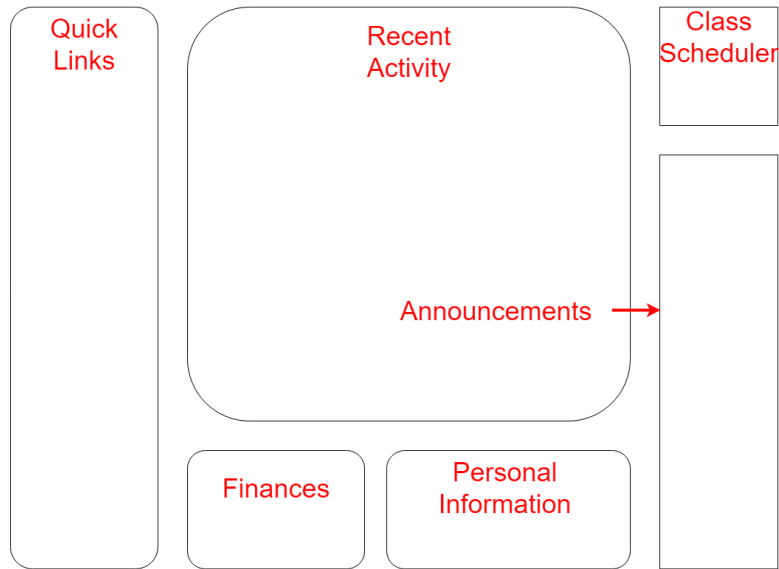 Quick
Links
Recent
Activity
Class
Scheduler
Announcements
Finances
Personal
Information